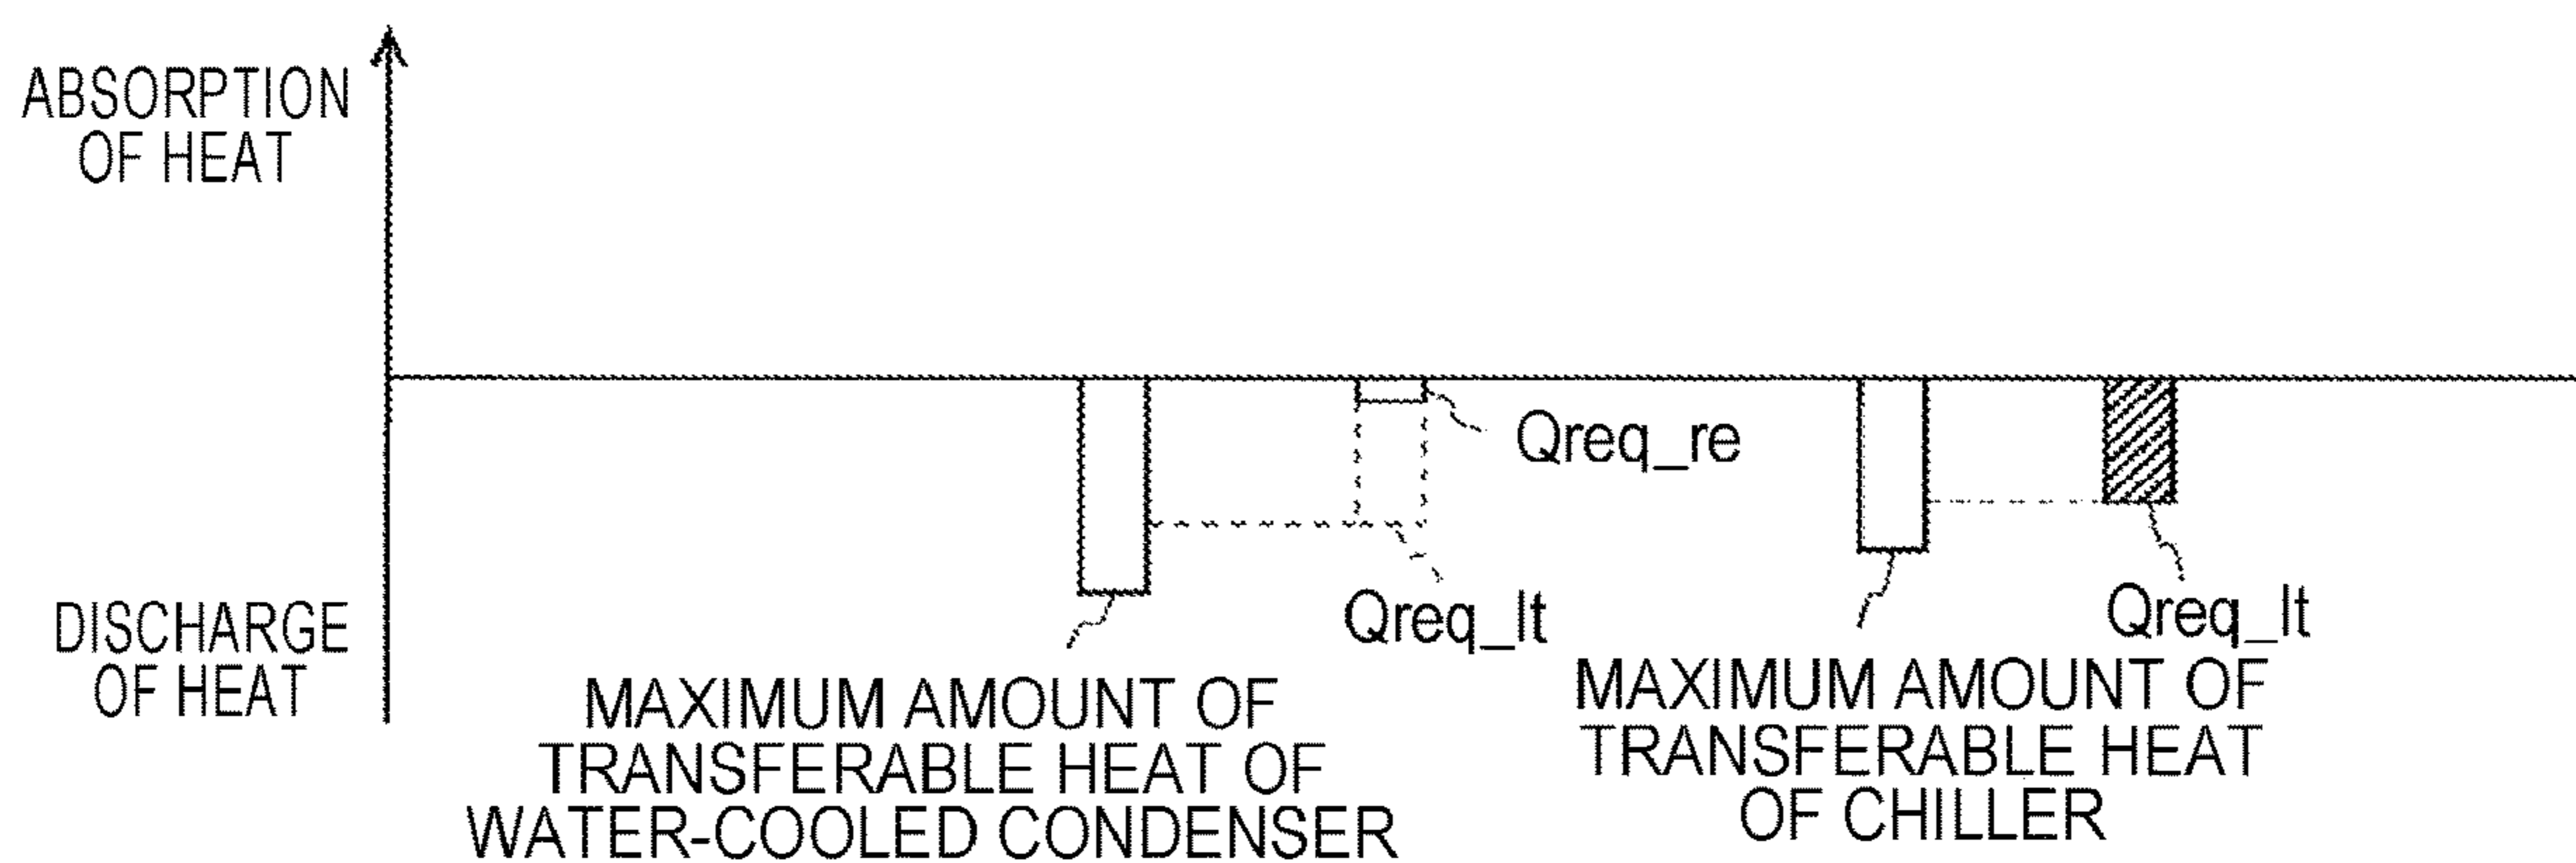 ABSORPTION
OF HEAT
DISCHARGE
OF HEAT
Qreq_re
Qreq_lt
Qreq_lt
MAXIMUM AMOUNT OF
TRANSFERABLE HEAT OF
WATER-COOLED CONDENSER
MAXIMUM AMOUNT OF
TRANSFERABLE HEAT
OF CHILLER